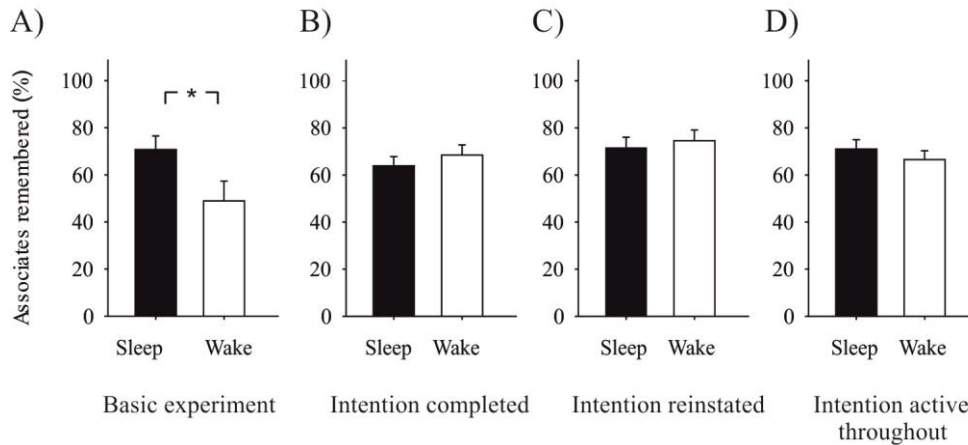 A)
B)
C)
D)
Associates remembered (%)
100
80
60
40
20
0
*
Sleep Wake
Basic experiment
100
80
60
40
20
0
Sleep Wake
Intention completed
100
80
60
40
20
0
Sleep Wake
Intention reinstated
100
80
60
40
20
0
Sleep Wake
Intention active
throughout